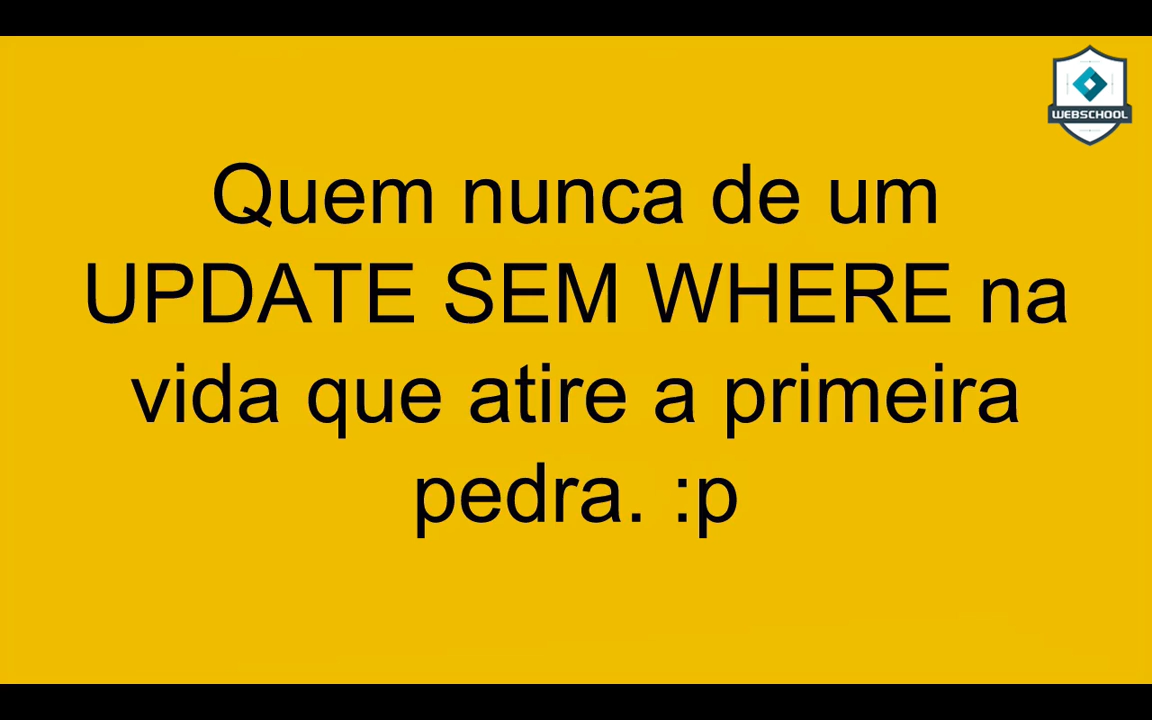 WEBSCHOOL
Quem nunca de um
UPDATE SEM WHERE na
vida que atire a primeira
pedra. :p